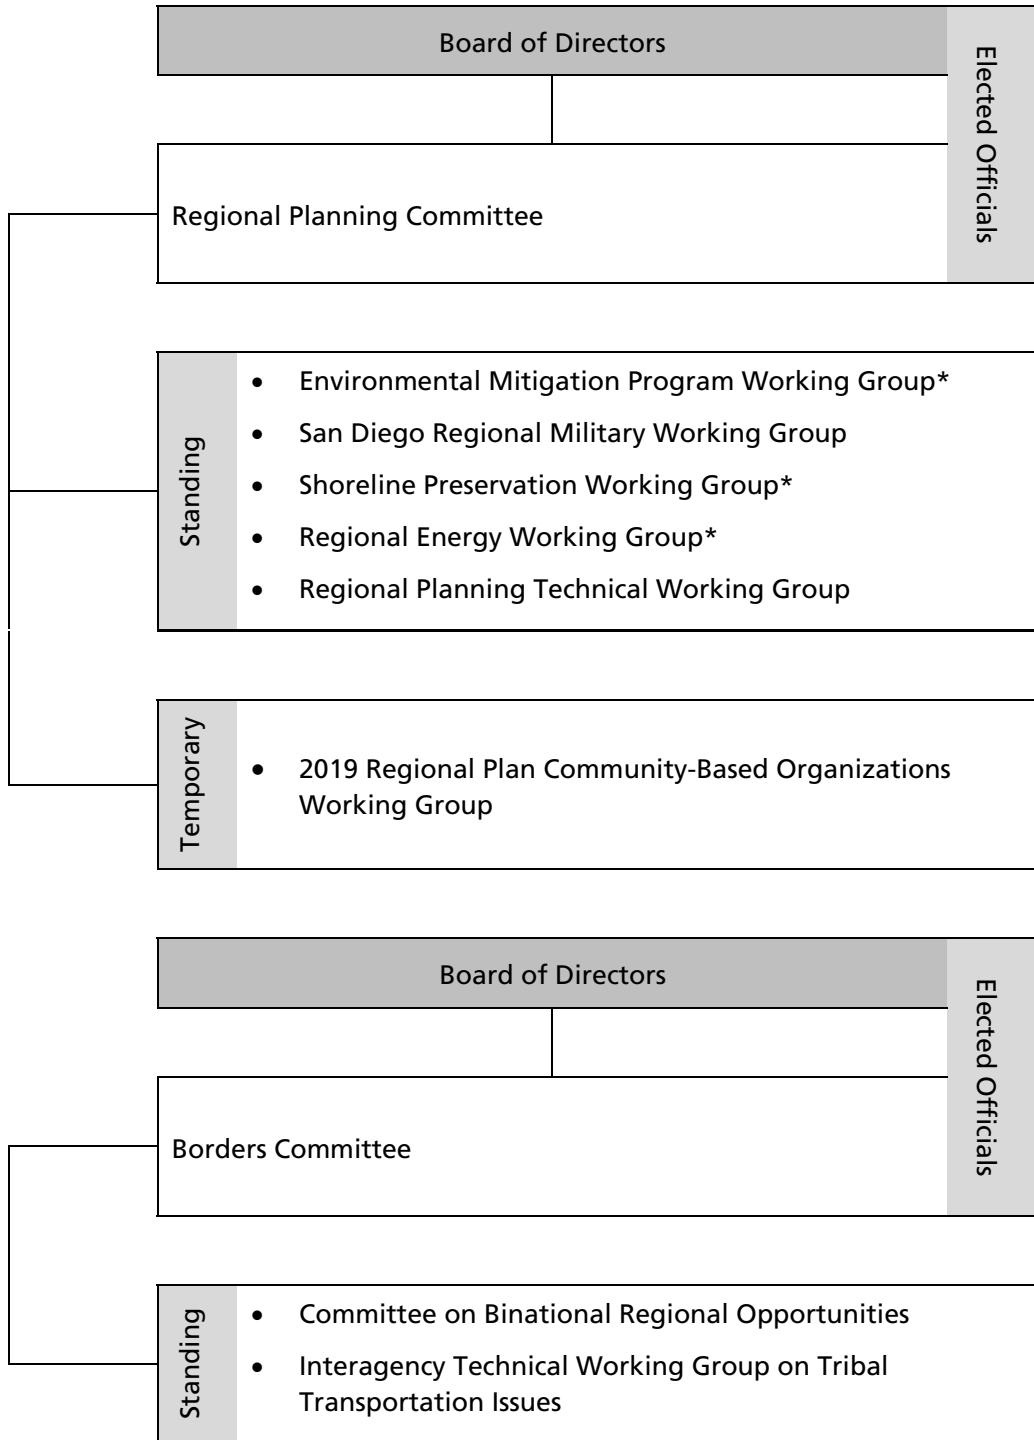 Board of Directors
Elected Officials
Regional Planning Committee
Standing
• Environmental Mitigation Program Working Group*
• San Diego Regional Military Working Group
• Shoreline Preservation Working Group*
• Regional Energy Working Group*
• Regional Planning Technical Working Group
Temporary
• 2019 Regional Plan Community-Based Organizations
Working Group
Board of Directors
Elected Officials
Borders Committee
Standing
• Committee on Binational Regional Opportunities
• Interagency Technical Working Group on Tribal
Transportation Issues